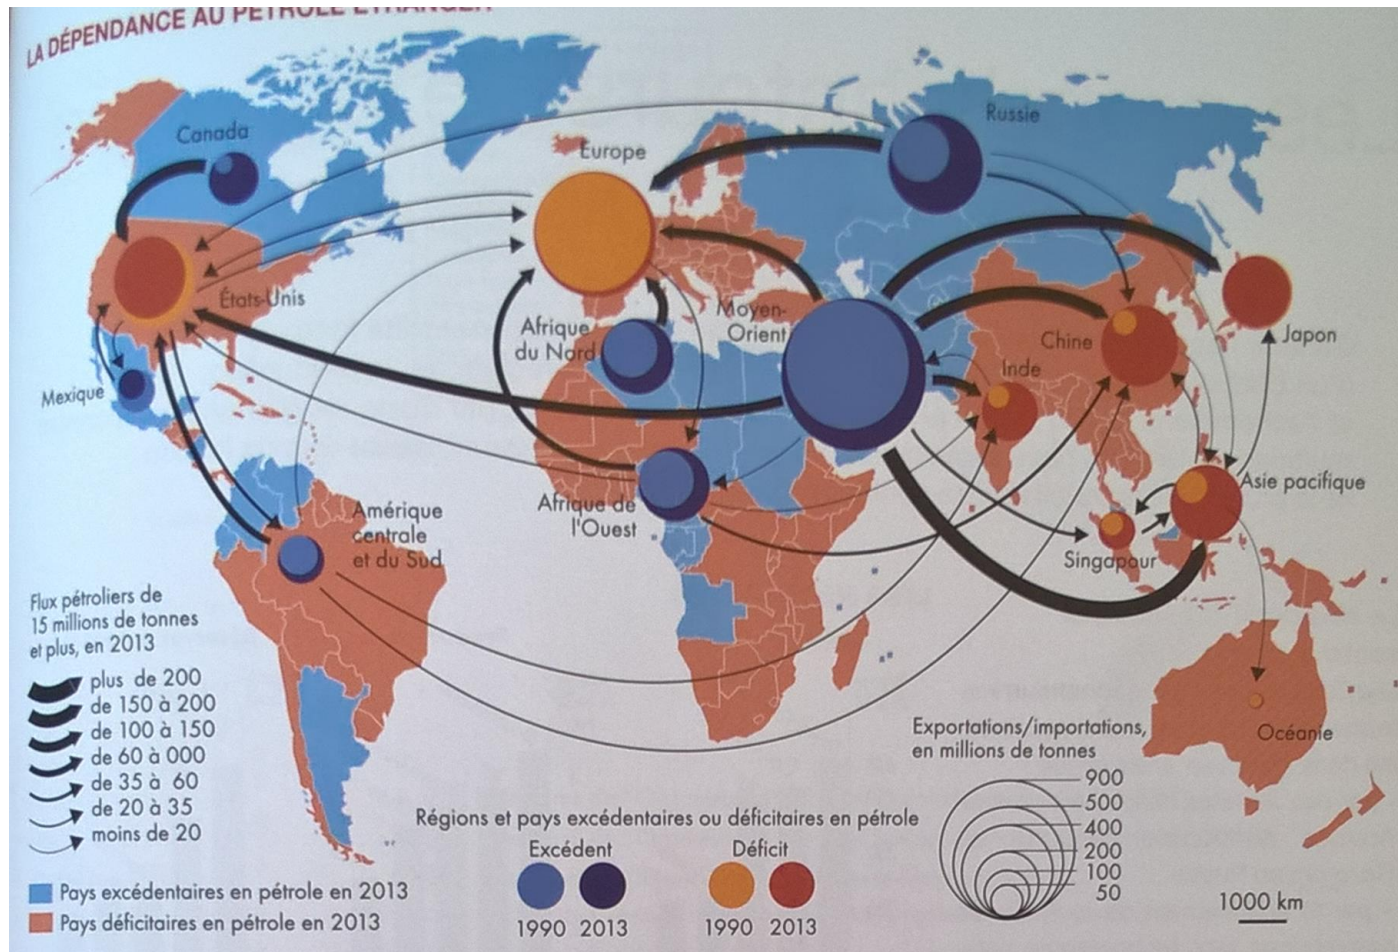 LA DÉPENDANCE AU PÉTROLE ÉTRANGER
Canada
Russie
Europe
États-Unis
Mexique
Afrique
du Nord
Moyen-
Orient
Chine
Japon
Inde
Afrique de
l'Ouest
Asie pacifique
Singapour
Amérique
centrale
et du Sud
Océanie
Flux pétroliers de
15 millions de tonnes
et plus, en 2013
plus de 200
de 150 à 200
de 100 à 150
de 60 à 000
de 35 à 60
de 20 à 35
moins de 20
Pays excédentaires en pétrole en 2013
Pays déficitaires en pétrole en 2013
Régions et pays excédentaires ou déficitaires en pétrole
Excédent
Déficit
1990 2013
1990 2013
Exportations/importations,
en millions de tonnes
900
500
400
200
100
50
1000 km